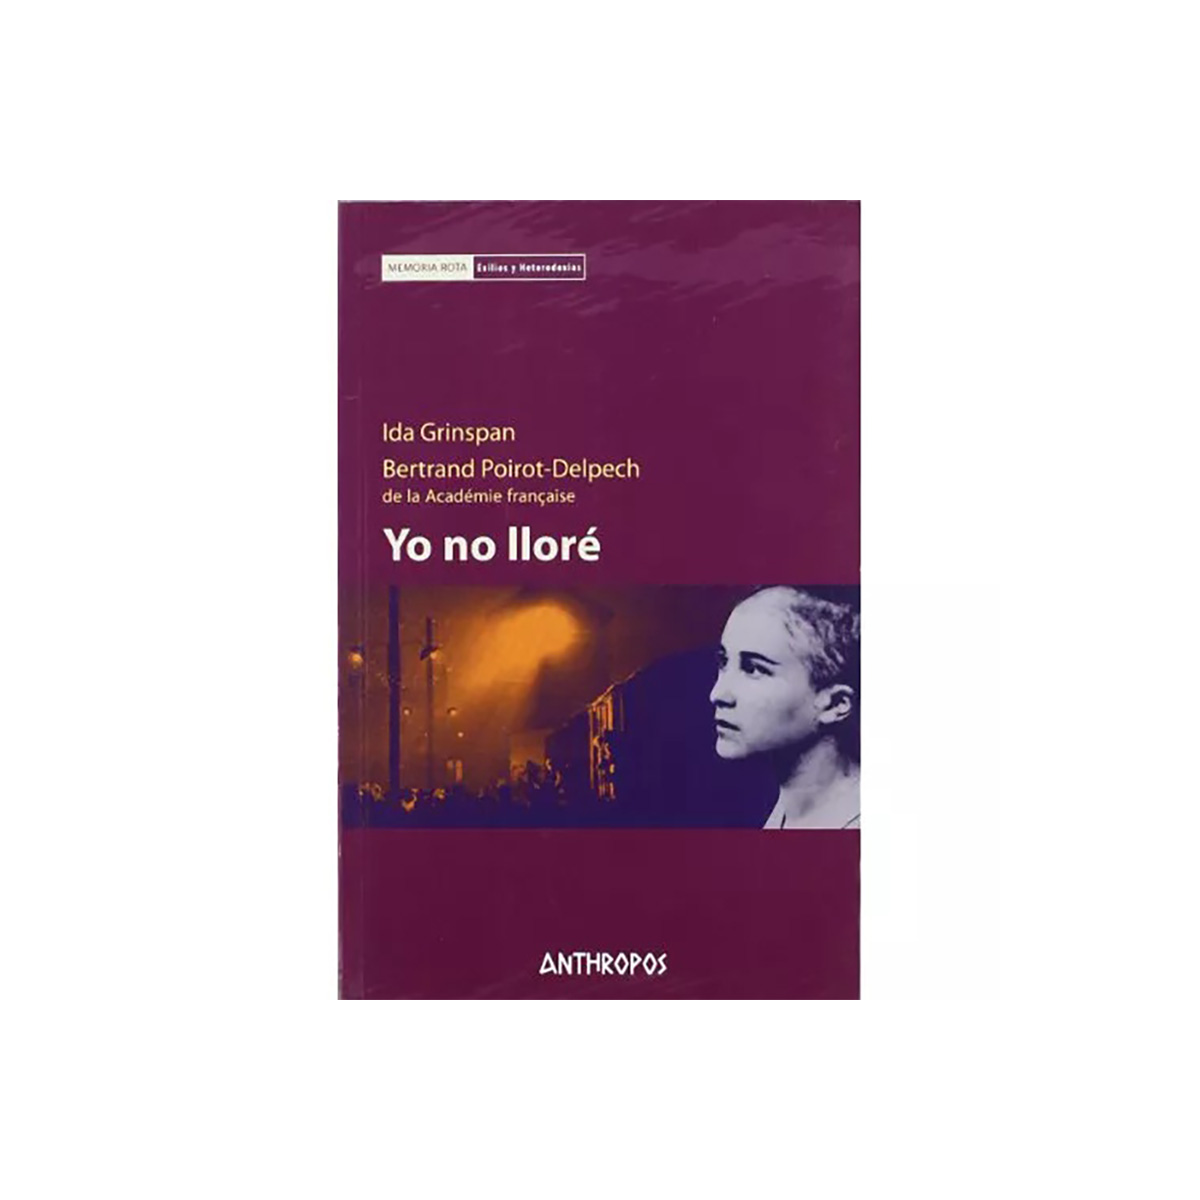 MEMORIA ROTA Exilios y Heterodoxias
Ida Grinspan
Bertrand Poirot-Delpech
de la Académie française
Yo no lloré
ANTHROPOS